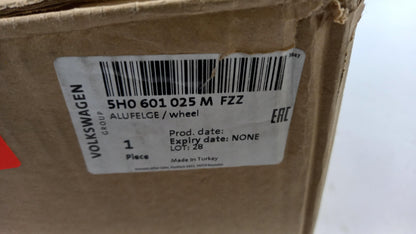 VOLKSWAGEN
GROUP
5H0 601 025 M FZZ
ALUFELGE / wheel
EAC
1
Piece
Prod. date:
Expiry date: NONE
LOT: 28
Made in Turkey